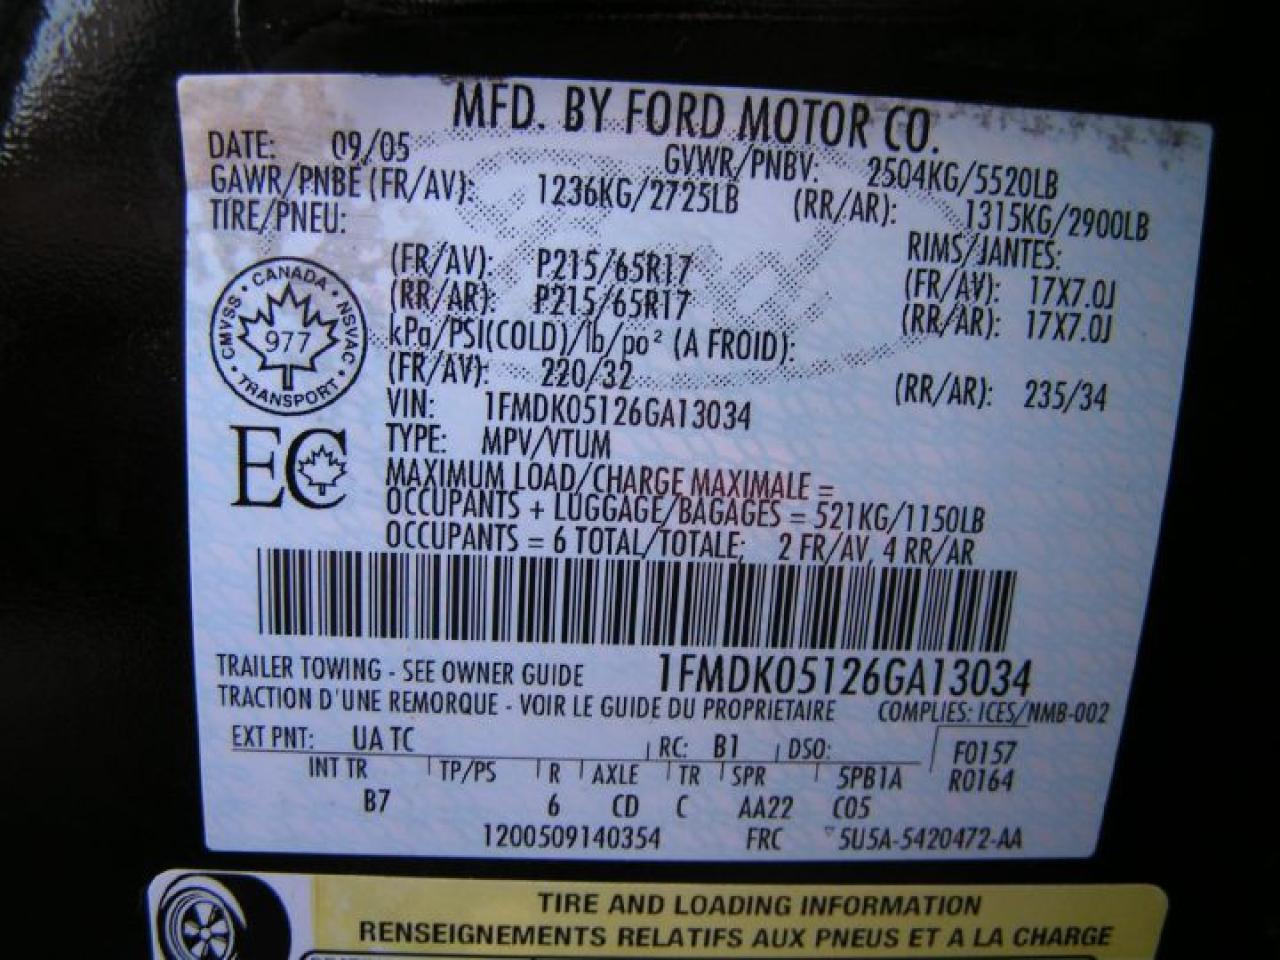 MFD. BY FORD MOTOR CO.
DATE: 09/05 GVWR/PNBV: 2504KG/5520LB
GAWR/PNBE (FR/AV): 1236KG/2725LB (RR/AR): 1315KG/2900LB
TIRE/PNEU: RIMS/JANTES:
(FR/AV): P215/65R17 (FR/AV): 17X7.0J
(RR/AR): P215/65R17 (RR/AR): 17X7.0J
kPa/PSI(COLD)/lb/po² (A FROID):
(FR/AV): 220/32 (RR/AR): 235/34
CANADA
CMVSS • NSVAC
977
TRANSPORT
VIN: 1FMDK05126GA13034
TYPE: MPV/VTUM
EC
MAXIMUM LOAD/CHARGE MAXIMALE =
OCCUPANTS + LUGGAGE/BAGAGES = 521KG/1150LB
OCCUPANTS = 6 TOTAL/TOTALE; 2 FR/AV, 4 RR/AR
TRAILER TOWING - SEE OWNER GUIDE 1FMDK05126GA13034
TRACTION D'UNE REMORQUE - VOIR LE GUIDE DU PROPRIETAIRE COMPLIES: ICES/NMB-002
EXT PNT: UA TC RC: B1 DSO: F0157
INT TR TP/PS R AXLE TR SPR 5PB1A R0164
B7 6 CD C AA22 C05
1200509140354 FRC 5U5A-5420472-AA
TIRE AND LOADING INFORMATION
RENSEIGNEMENTS RELATIFS AUX PNEUS ET A LA CHARGE